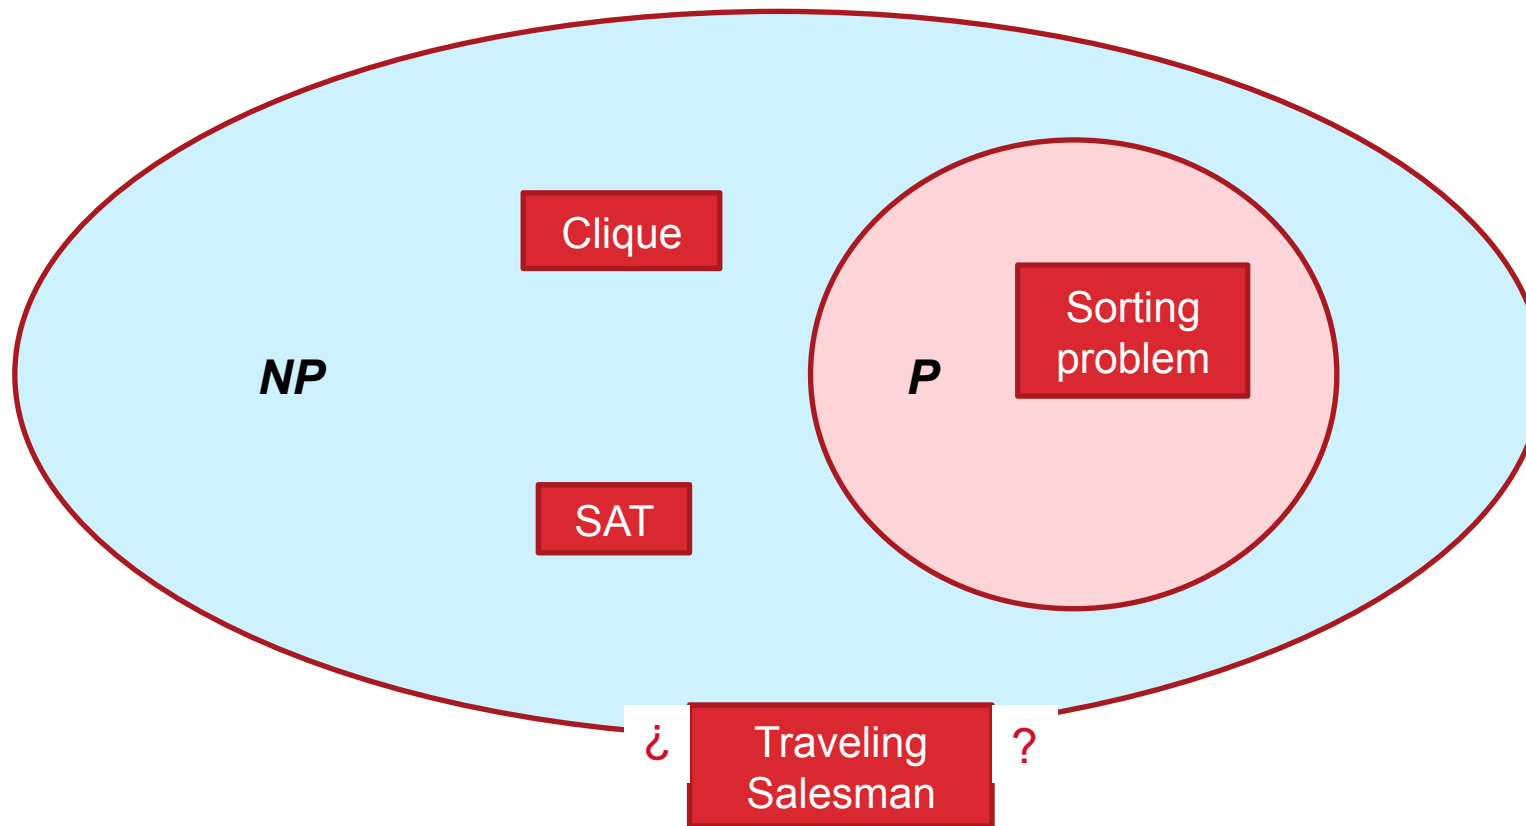 Clique
Sorting
problem
NP
P
SAT
¿ Traveling ?
Salesman